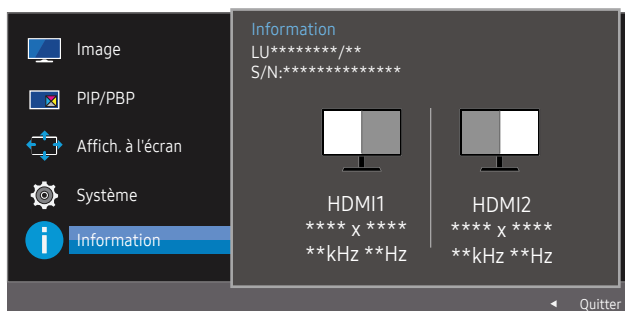 Image
PIP/PBP
Affich. à l'écran
Système
Information
Information
LU********/**
S/N:**************
HDMI1
**** x ****
**kHz **Hz
HDMI2
**** x ****
**kHz **Hz
Quitter